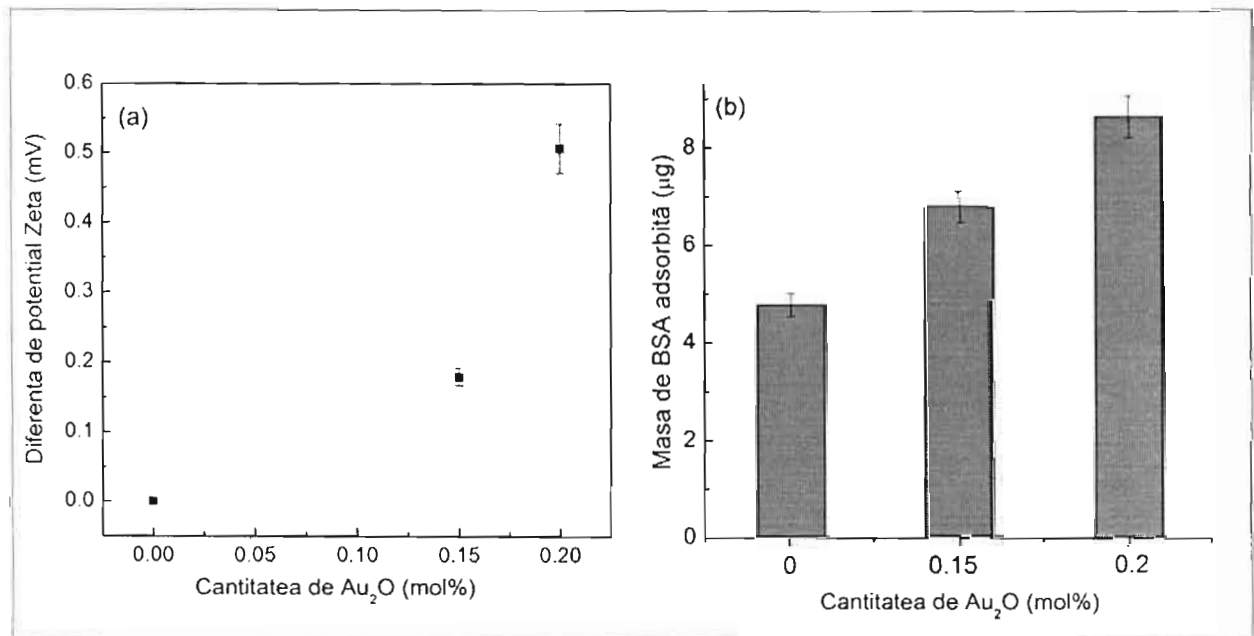 (a)
Diferenta de potential Zeta (mV)
0.6
0.5
0.4
0.3
0.2
0.1
0.0
0.00 0.05 0.10 0.15 0.20
Cantitatea de Au₂O (mol%)
(b)
Masa de BSA adsorbită (μg)
8
6
4
2
0
0 0.15 0.2
Cantitatea de Au₂O (mol%)